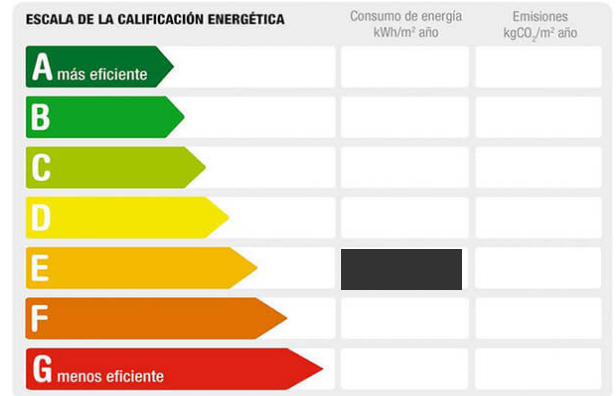 ESCALA DE LA CALIFICACIÓN ENERGÉTICA
Consumo de energía
kWh/m² año
Emisiones
kgCO₂/m² año
A más eficiente
B
C
D
E
F
G menos eficiente